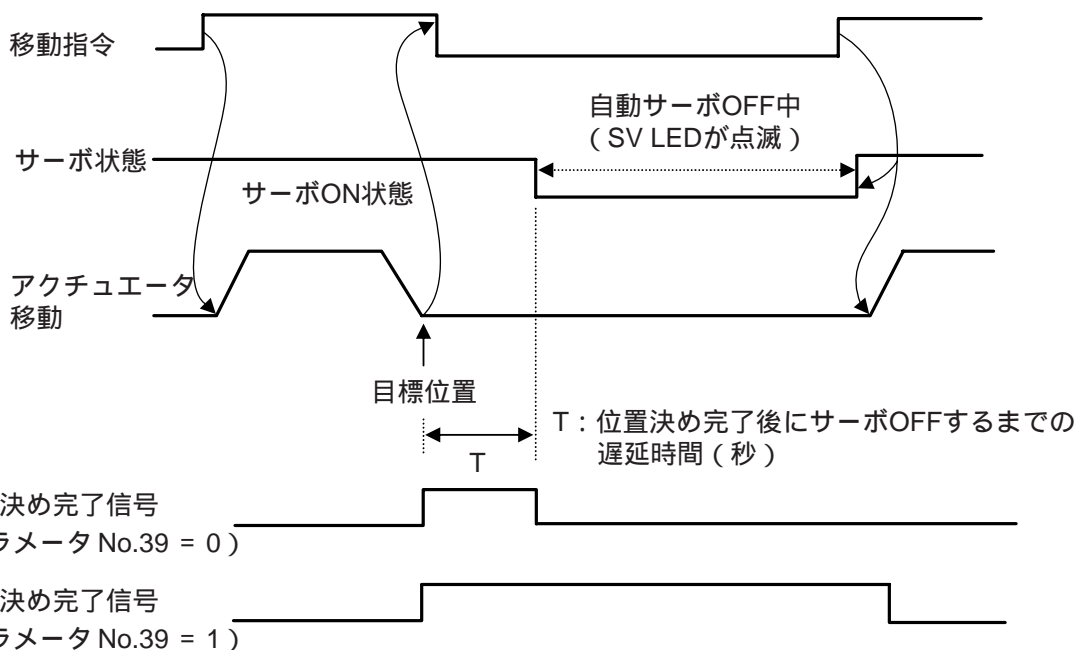 移動指令
自動サーボOFF中
（SV LEDが点滅）
サーボ状態
サーボON状態
アクチュエータ
移動
目標位置
T：位置決め完了後にサーボOFFするまでの
遅延時間（秒）
T
決め完了信号
ラメータ No.39 = 0）
決め完了信号
ラメータ No.39 = 1）